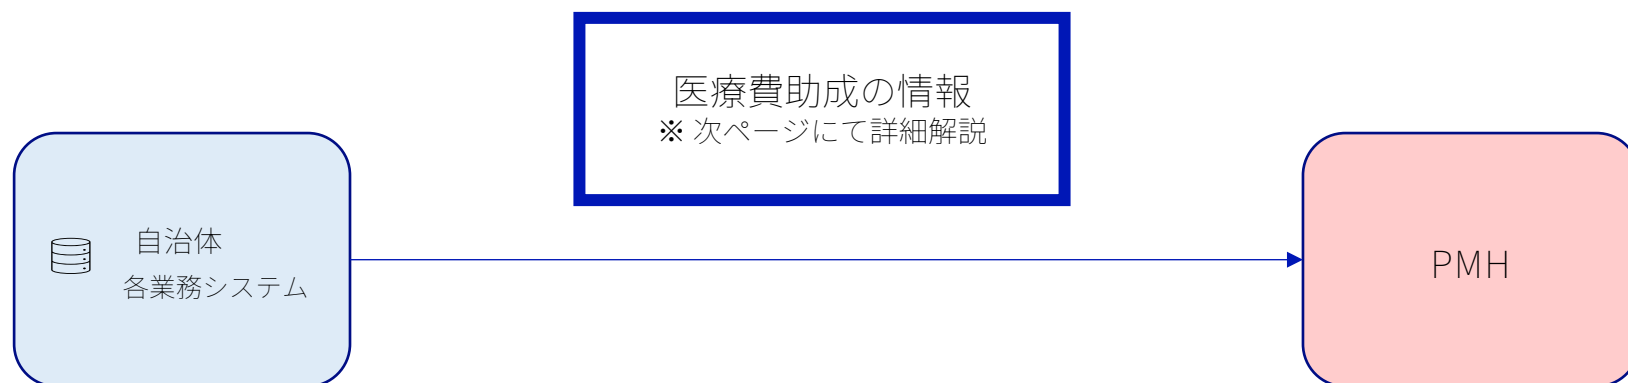 医療費助成の情報
※ 次ページにて詳細解説
自治体
各業務システム
PMH